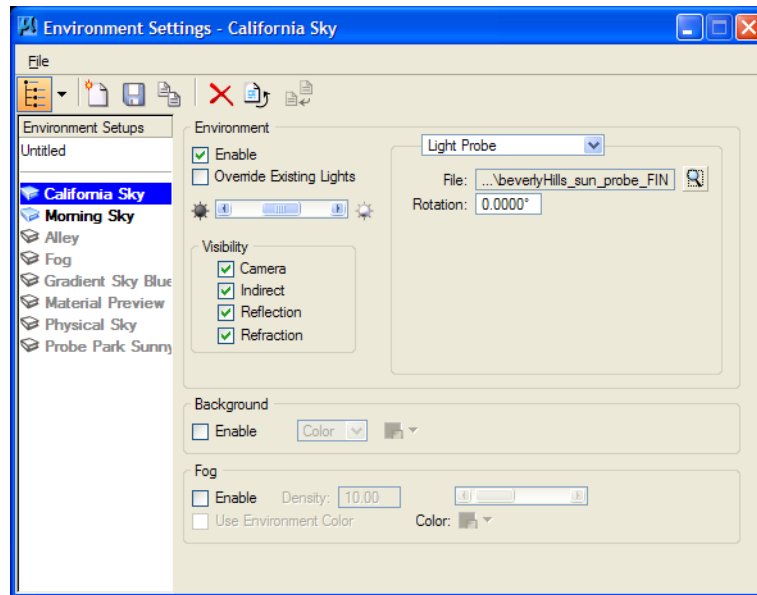 Environment Settings - California Sky
File
Environment Setups
Untitled
California Sky
Morning Sky
Alley
Fog
Gradient Sky Blue
Material Preview
Physical Sky
Probe Park Sunny
Environment
Enable
Override Existing Lights
Visibility
Camera
Indirect
Reflection
Refraction
Light Probe
File: ...\beverlyHills_sun_probe_FIN
Rotation: 0.0000°
Background
Enable Color
Fog
Enable Density: 10.00
Use Environment Color Color: